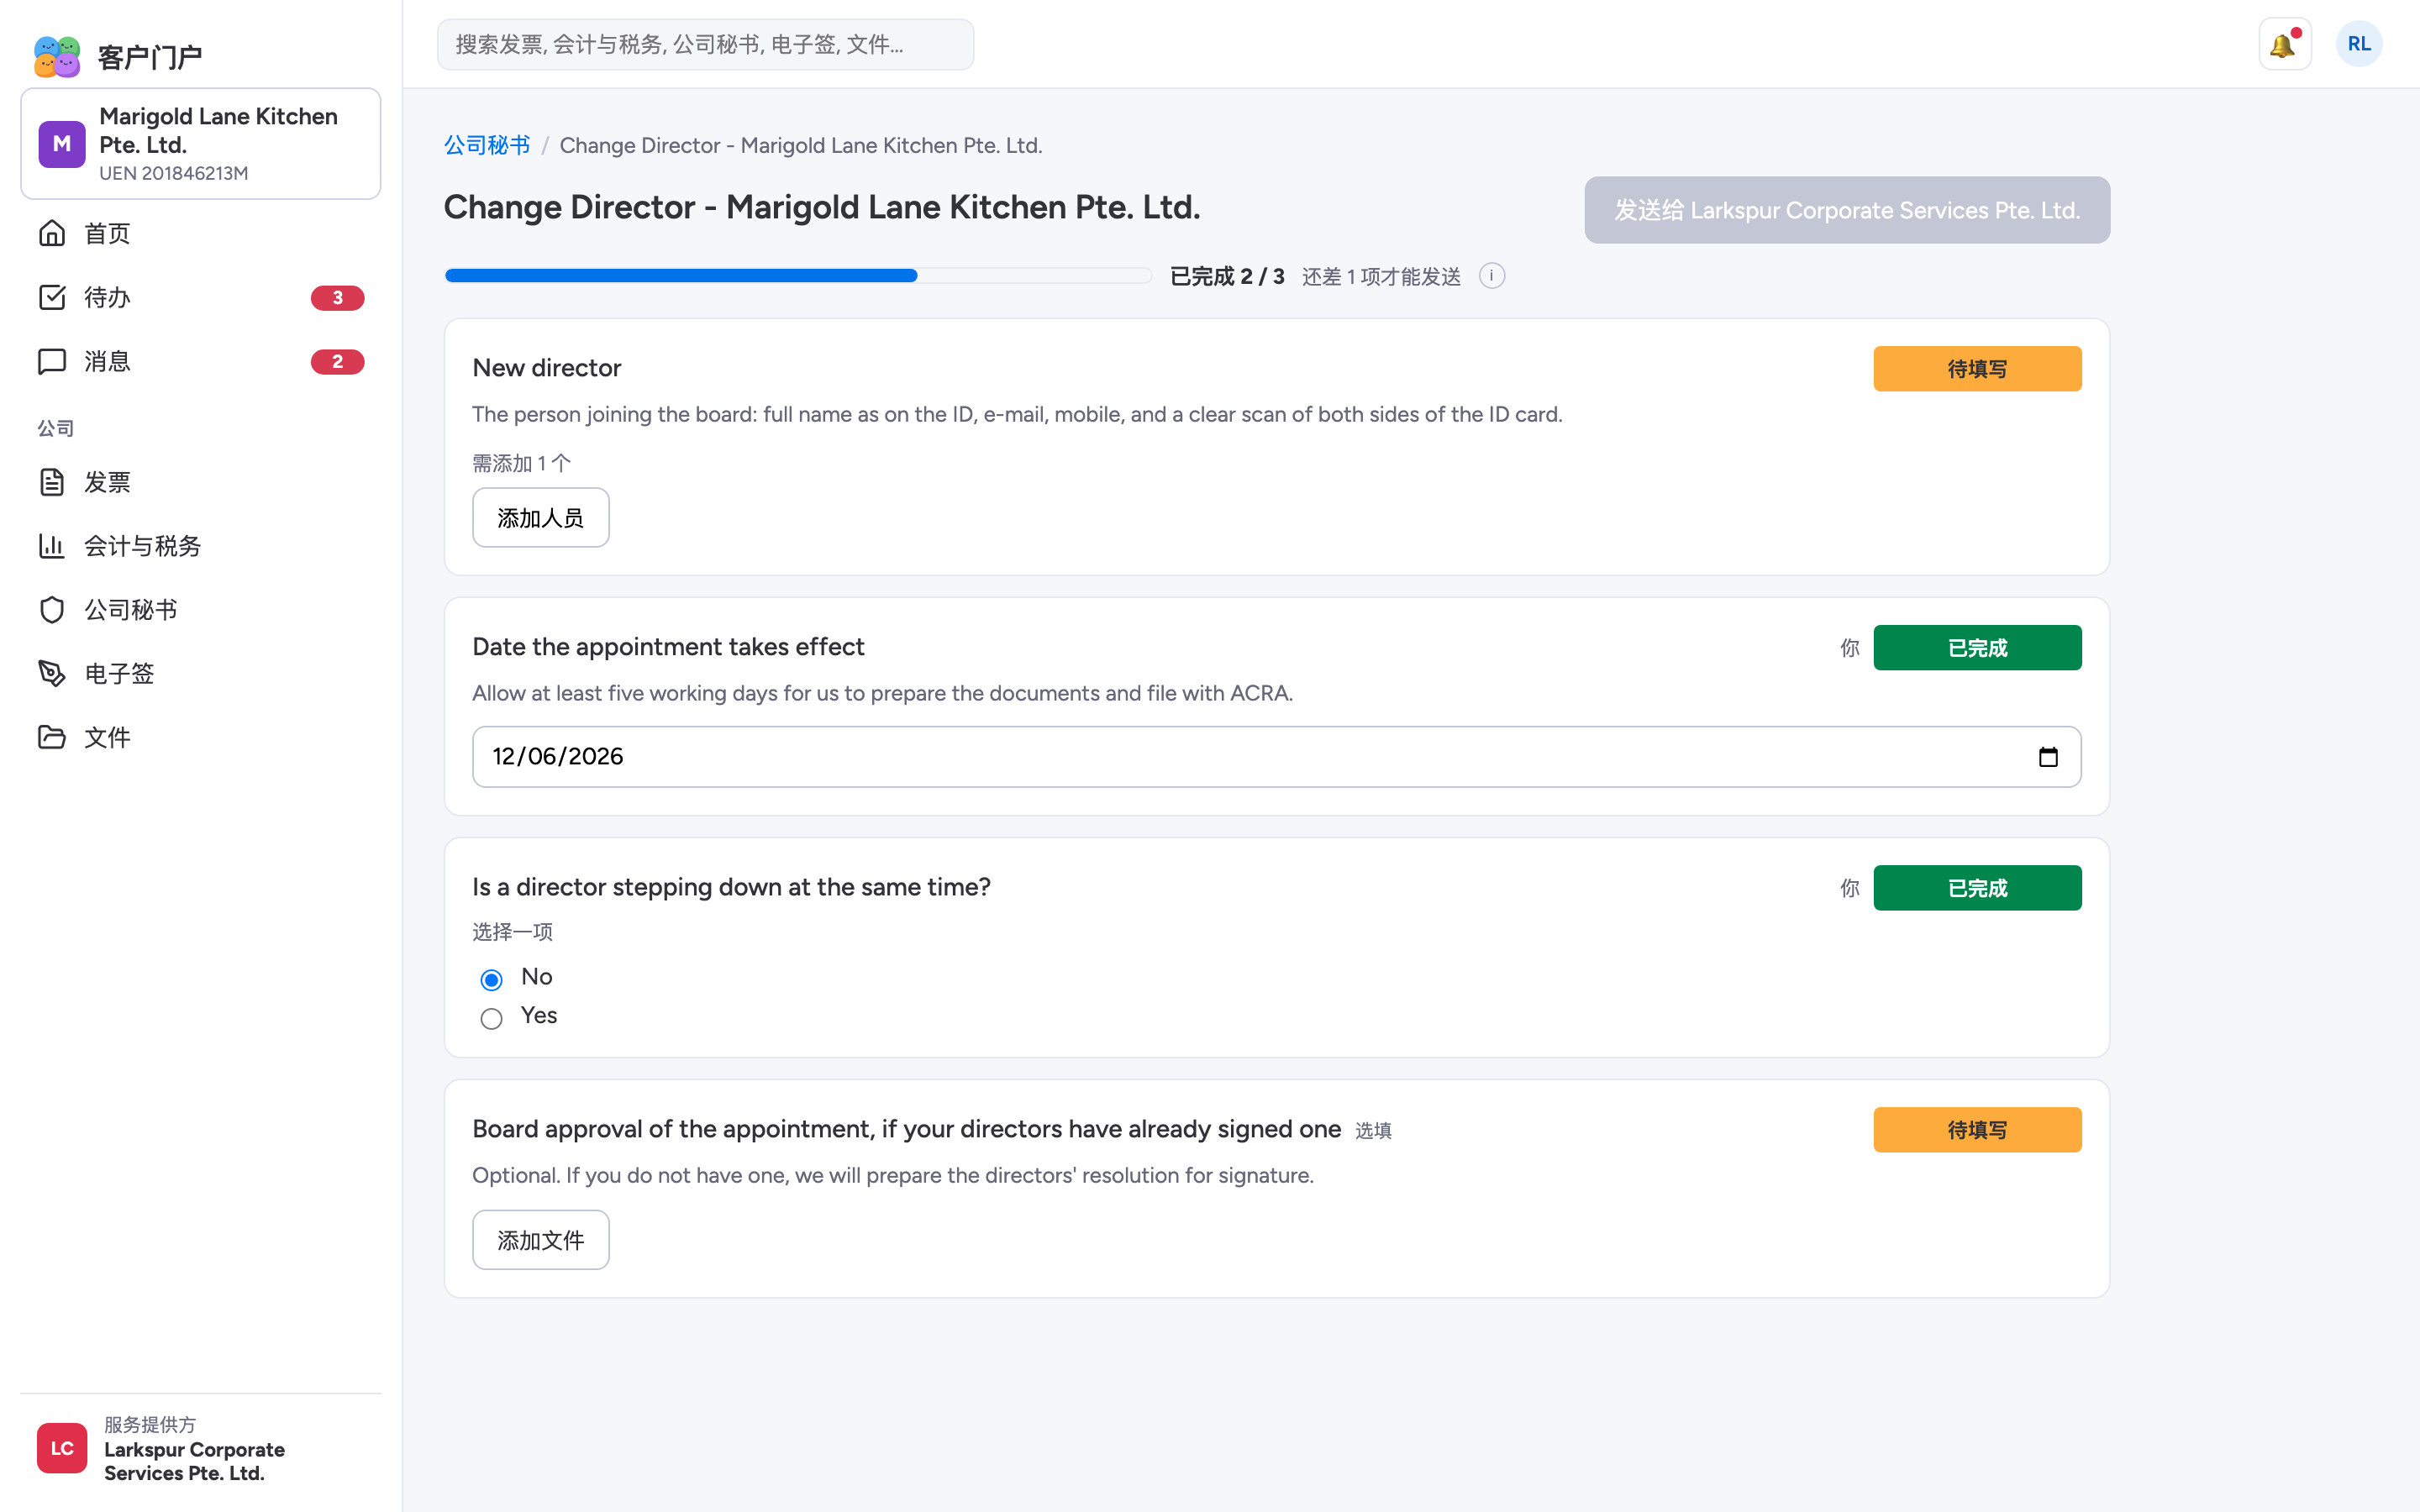 客户门户
M
Marigold Lane Kitchen
Pte. Ltd.
UEN 201846213M
首页
待办
3
消息
2
公司
发票
会计与税务
公司秘书
电子签
文件
LC
服务提供方
Larkspur Corporate
Services Pte. Ltd.
搜索发票, 会计与税务, 公司秘书, 电子签, 文件...
RL
公司秘书 / Change Director - Marigold Lane Kitchen Pte. Ltd.
Change Director - Marigold Lane Kitchen Pte. Ltd.
发送给 Larkspur Corporate Services Pte. Ltd.
已完成 2 / 3 还差 1 项才能发送 i
New director
待填写
The person joining the board: full name as on the ID, e-mail, mobile, and a clear scan of both sides of the ID card.
需添加 1 个
添加人员
Date the appointment takes effect
你 已完成
Allow at least five working days for us to prepare the documents and file with ACRA.
12/06/2026
Is a director stepping down at the same time?
你 已完成
选择一项
No
Yes
Board approval of the appointment, if your directors have already signed one 选填
待填写
Optional. If you do not have one, we will prepare the directors' resolution for signature.
添加文件